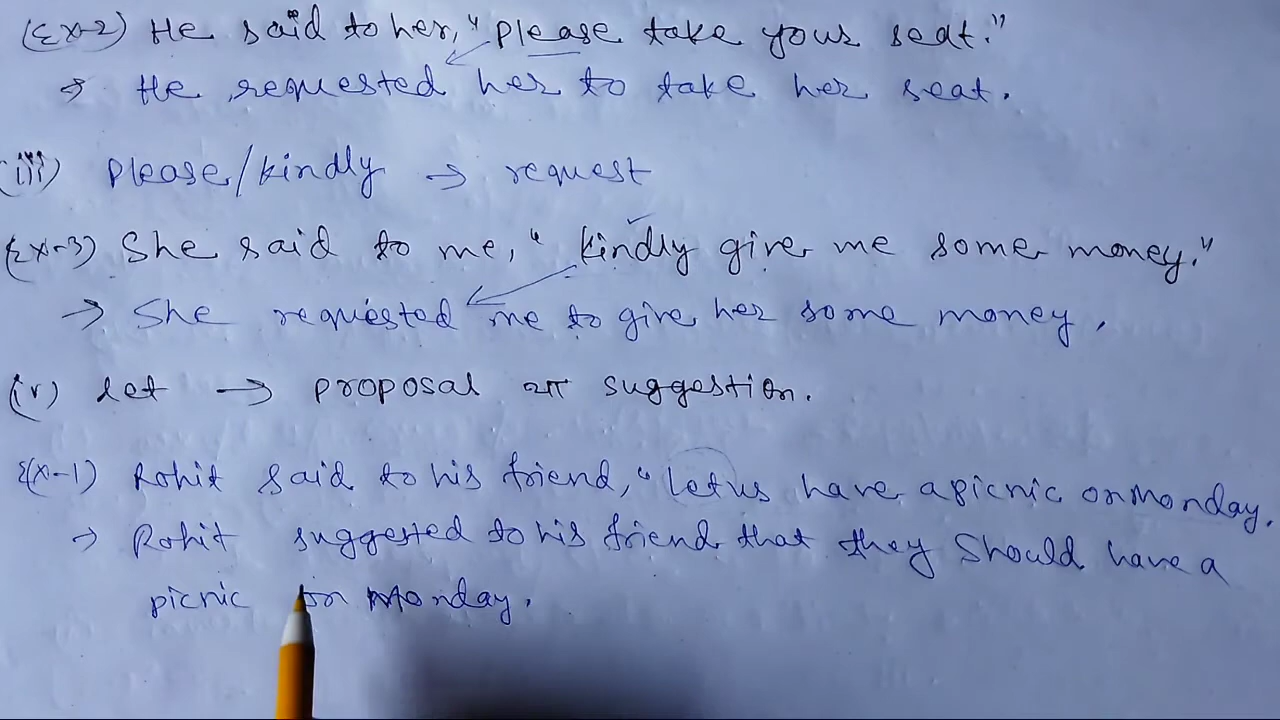 (Ex-2) He said to her, "please take your seat."
→ He requested her to take her seat.
(iii) Please/kindly → request
(Ex-3) She said to me, "kindly give me some money."
→ She requested me to give her some money.
(iv) Let → proposal বা suggestion.
(Ex-1) Rohit said to his friend, "Let us have a picnic on Monday.
→ Rohit suggested to his friend that they should have a
picnic on Monday.